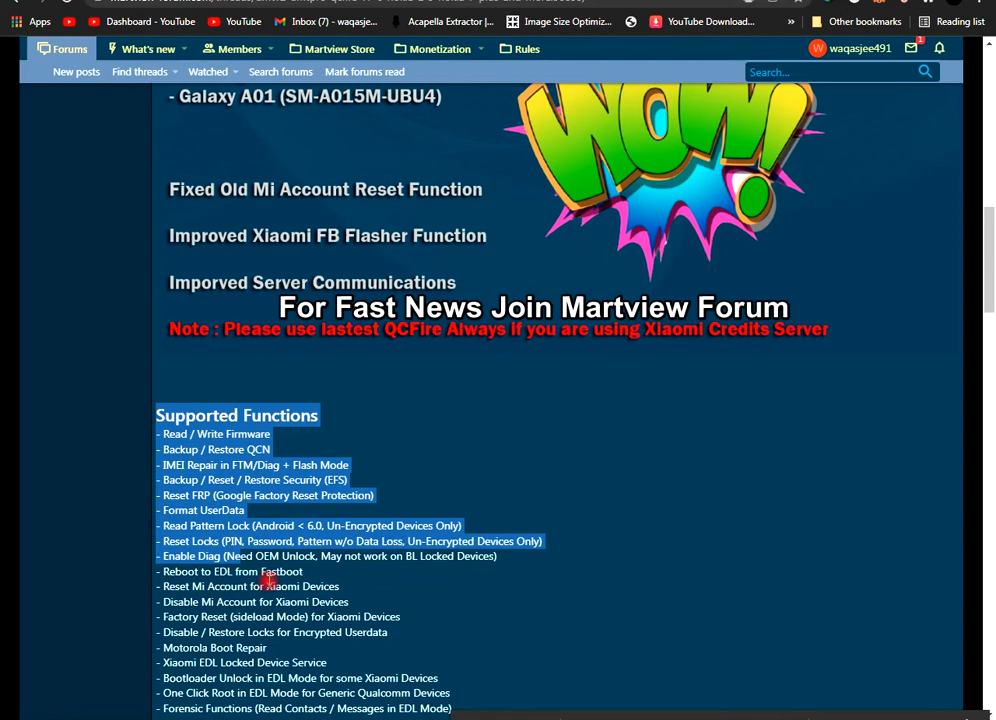 Apps
Dashboard - YouTube
YouTube
Inbox (7) - waqasje...
Acapella Extractor |...
Image Size Optimiz...
YouTube Download...
»
Other bookmarks
Reading list
Forums
What's new
Members
Martview Store
Monetization
Rules
W waqasjee491
1
New posts
Find threads
Watched
Search forums
Mark forums read
Search...
- Galaxy A01 (SM-A015M-UBU4)
WOW!
Fixed Old Mi Account Reset Function
Improved Xiaomi FB Flasher Function
Imporved Server Communications
For Fast News Join Martview Forum
Note : Please use lastest QCFire Always if you are using Xiaomi Credits Server
Supported Functions
- Read / Write Firmware
- Backup / Restore QCN
- IMEI Repair in FTM/Diag + Flash Mode
- Backup / Reset / Restore Security (EFS)
- Reset FRP (Google Factory Reset Protection)
- Format UserData
- Read Pattern Lock (Android < 6.0, Un-Encrypted Devices Only)
- Reset Locks (PIN, Password, Pattern w/o Data Loss, Un-Encrypted Devices Only)
- Enable Diag (Need OEM Unlock, May not work on BL Locked Devices)
- Reboot to EDL from Fastboot
- Reset Mi Account for Xiaomi Devices
- Disable Mi Account for Xiaomi Devices
- Factory Reset (sideload Mode) for Xiaomi Devices
- Disable / Restore Locks for Encrypted Userdata
- Motorola Boot Repair
- Xiaomi EDL Locked Device Service
- Bootloader Unlock in EDL Mode for some Xiaomi Devices
- One Click Root in EDL Mode for Generic Qualcomm Devices
- Forensic Functions (Read Contacts / Messages in EDL Mode)